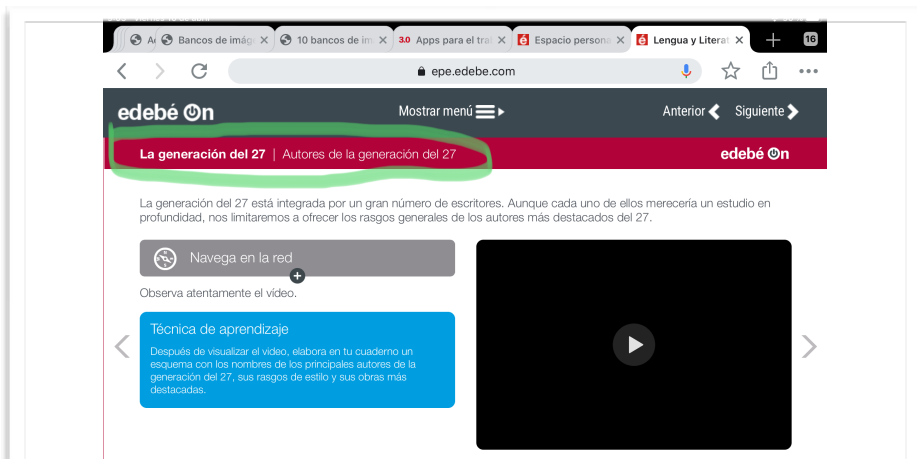 A
Bancos de imág
10 bancos de im
3.0 Apps para el tra
Espacio persona
Lengua y Literat
16
epe.edebe.com
edebé On
Mostrar menú
Anterior
Siguiente
La generación del 27 | Autores de la generación del 27
edebé On
La generación del 27 está integrada por un gran número de escritores. Aunque cada uno de ellos merecería un estudio en
profundidad, nos limitaremos a ofrecer los rasgos generales de los autores más destacados del 27.
Navega en la red
Observa atentamente el vídeo.
Técnica de aprendizaje
Después de visualizar el video, elabora en tu cuaderno un
esquema con los nombres de los principales autores de la
generación del 27, sus rasgos de estilo y sus obras más
destacadas.